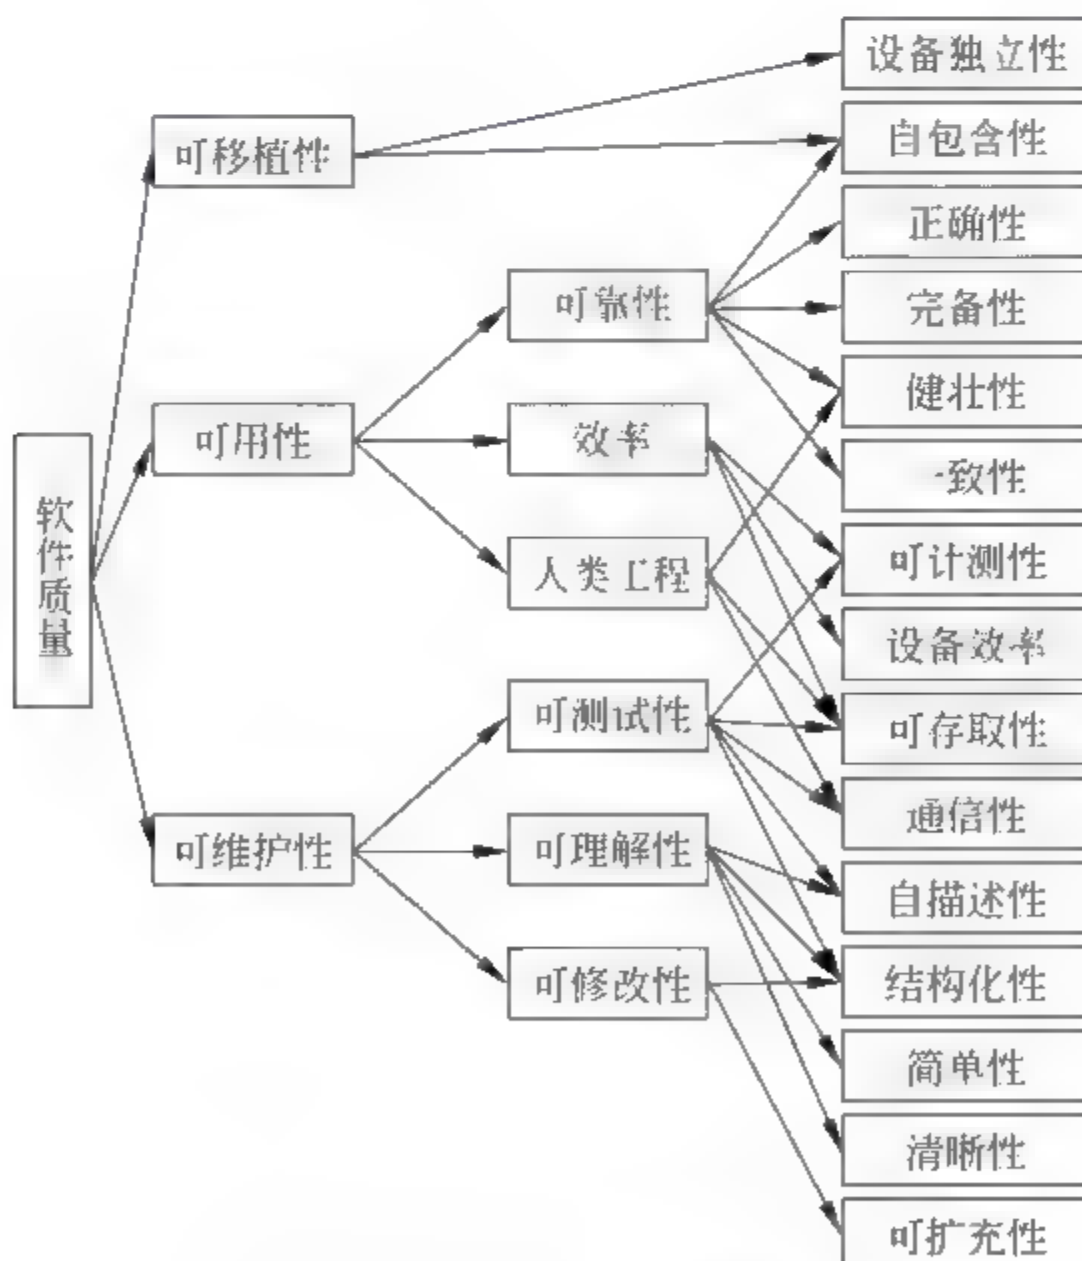 软件质量
可移植性
可用性
可维护性
可靠性
效率
人类工程
可测试性
可理解性
可修改性
设备独立性
自包含性
正确性
完备性
健壮性
一致性
可计测性
设备效率
可存取性
通信性
自描述性
结构化性
简单性
清晰性
可扩充性